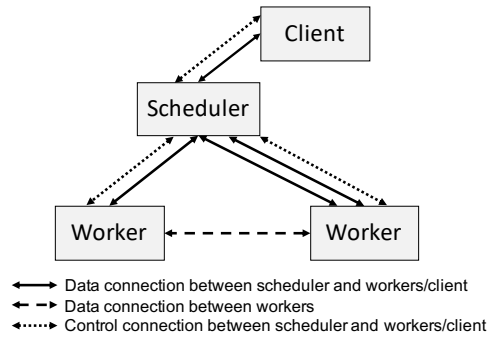 Client
Scheduler
Worker
Worker
Data connection between scheduler and workers/client
Data connection between workers
Control connection between scheduler and workers/client